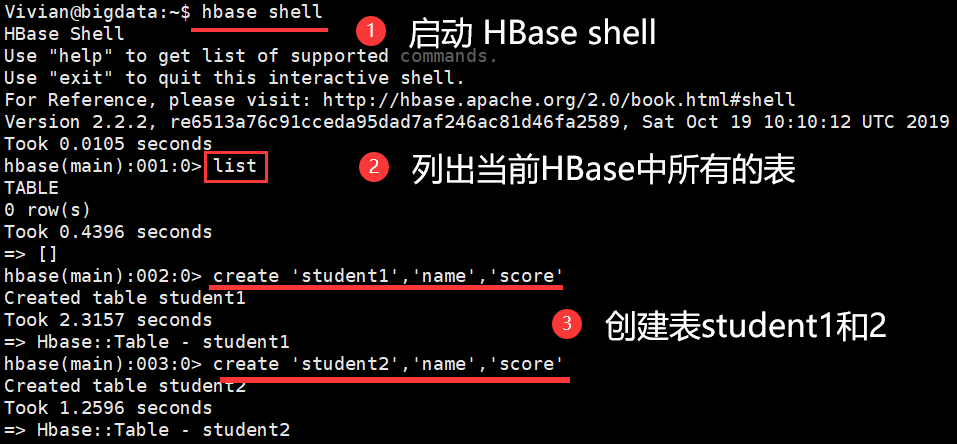 Vivian@bigdata:~$ hbase shell
1 启动 HBase shell
HBase Shell
Use "help" to get list of supported commands.
Use "exit" to quit this interactive shell.
For Reference, please visit: http://hbase.apache.org/2.0/book.html#shell
Version 2.2.2, re6513a76c91cceda95dad7af246ac81d46fa2589, Sat Oct 19 10:10:12 UTC 2019
Took 0.0105 seconds
hbase(main):001:0> list
2 列出当前HBase中所有的表
TABLE
0 row(s)
Took 0.4396 seconds
=> []
hbase(main):002:0> create 'student1','name','score'
Created table student1
Took 2.3157 seconds
3 创建表student1和2
=> Hbase::Table - student1
hbase(main):003:0> create 'student2','name','score'
Created table student2
Took 1.2596 seconds
=> Hbase::Table - student2